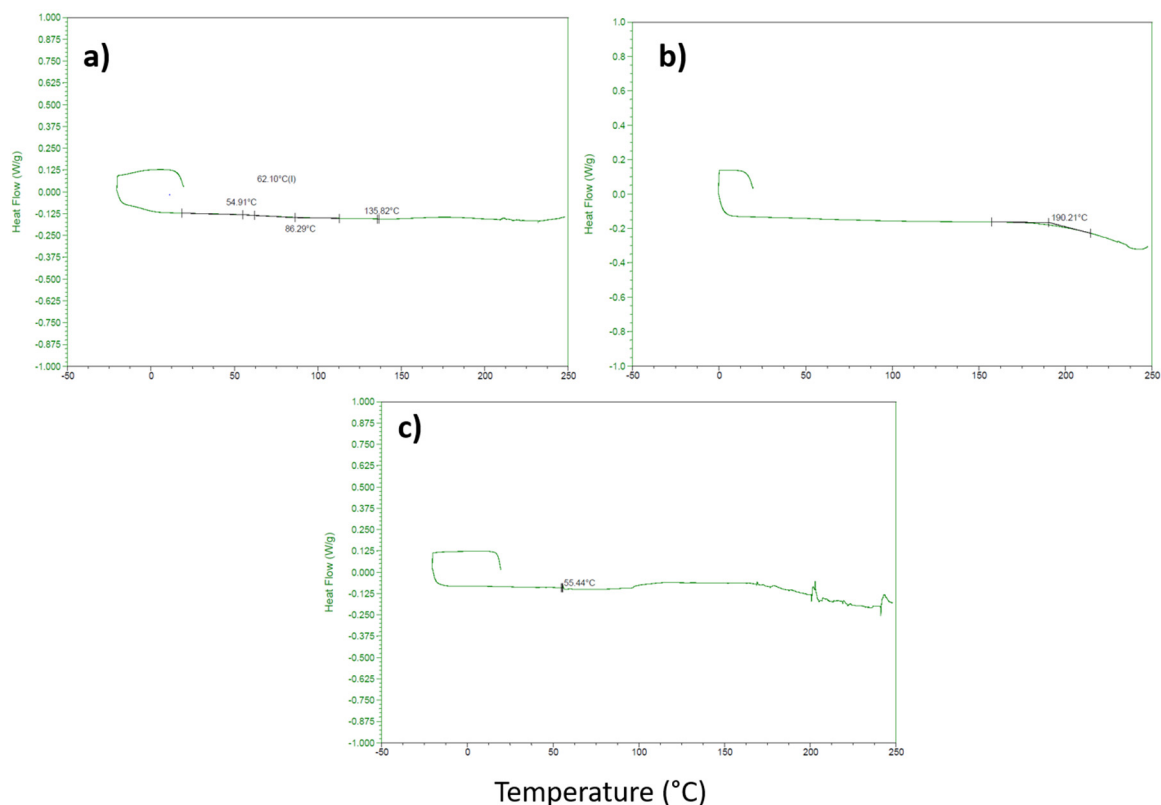 a)
1.000
0.875
0.750
0.625
0.500
0.375
0.250
0.125
0.000
-0.125
-0.250
-0.375
-0.500
-0.625
-0.750
-0.875
-1.000
Heat Flow (W/g)
62.10°C(I)
54.91°C
135.82°C
86.29°C
-50 0 50 100 150 200 250
b)
1.0
0.8
0.6
0.4
0.2
0.0
-0.2
-0.4
-0.6
-0.8
-1.0
Heat Flow (W/g)
190.21°C
-50 0 50 100 150 200 250
c)
1.000
0.875
0.750
0.625
0.500
0.375
0.250
0.125
0.000
-0.125
-0.250
-0.375
-0.500
-0.625
-0.750
-0.875
-1.000
Heat Flow (W/g)
55.44°C
-50 0 50 100 150 200 250
Temperature (°C)